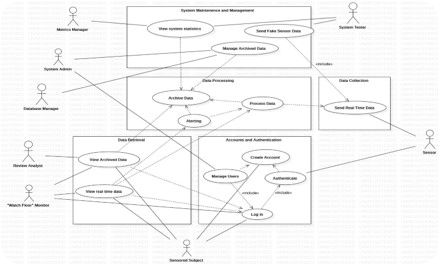 System Maintenence and Management
Metrics Manager
View system statistics
System Tester
Send Fake Sensor Data
Manage Archived Data
System Admin
<include>
Data Processing
Data Collection
Database Manager
Archive Data
Process Data
Send Real-Time Data
Alerting
Data Retrieval
Accounts and Authentication
Sensor
Review Analyst
View Archived Data
Create Account
Manage Users
Authenticate
"Watch Floor" Monitor
View real time data
<include>
<include>
Log in
Sensored Subject